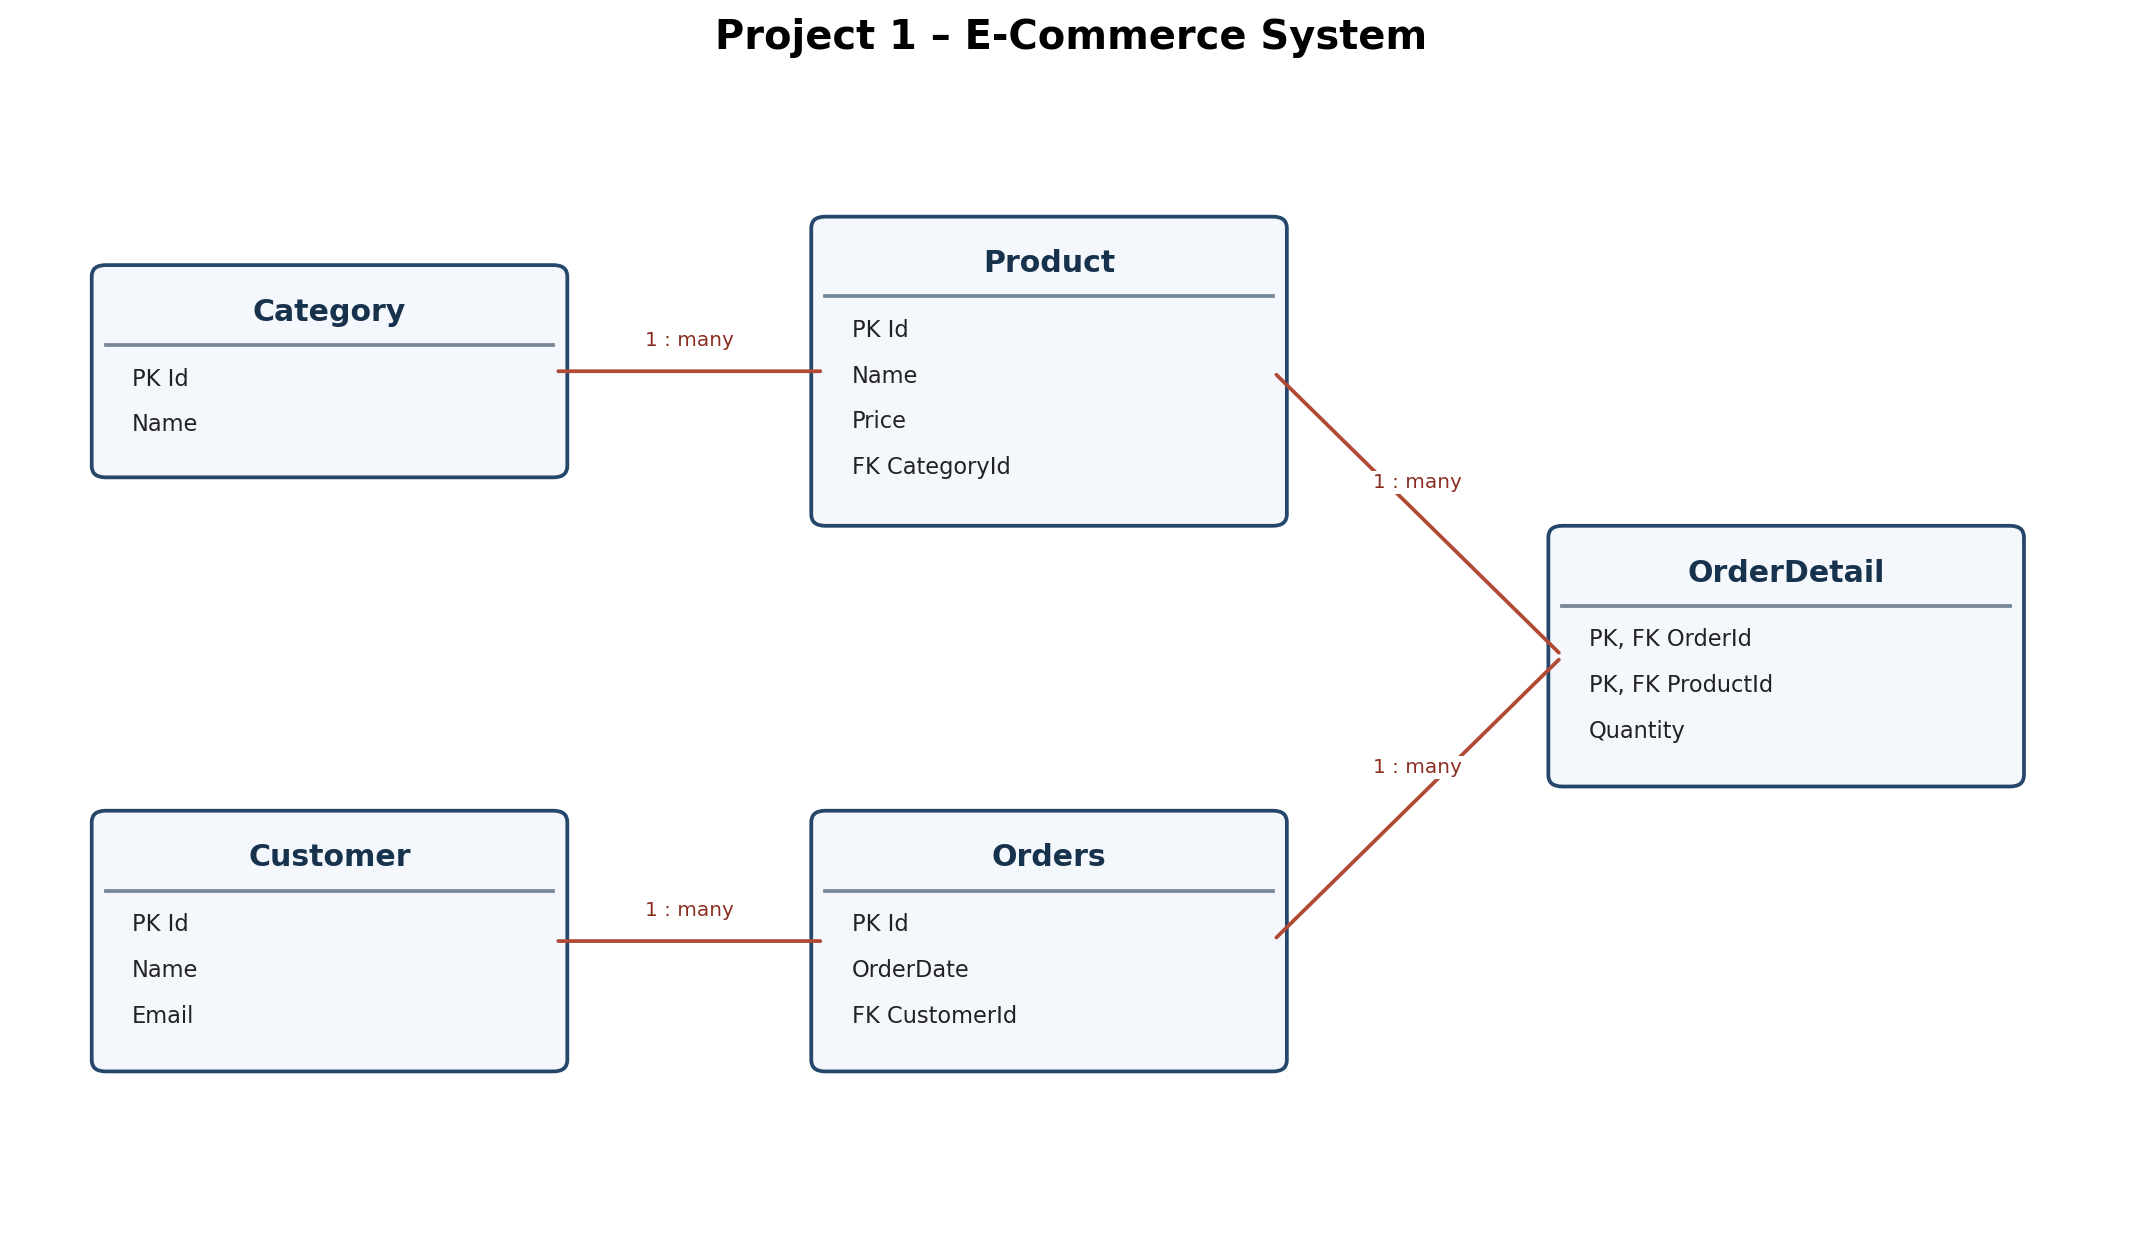 Project 1 – E-Commerce System
Category
PK Id
Name
1 : many
Product
PK Id
Name
Price
FK CategoryId
1 : many
OrderDetail
PK, FK OrderId
PK, FK ProductId
Quantity
1 : many
Customer
PK Id
Name
Email
1 : many
Orders
PK Id
OrderDate
FK CustomerId